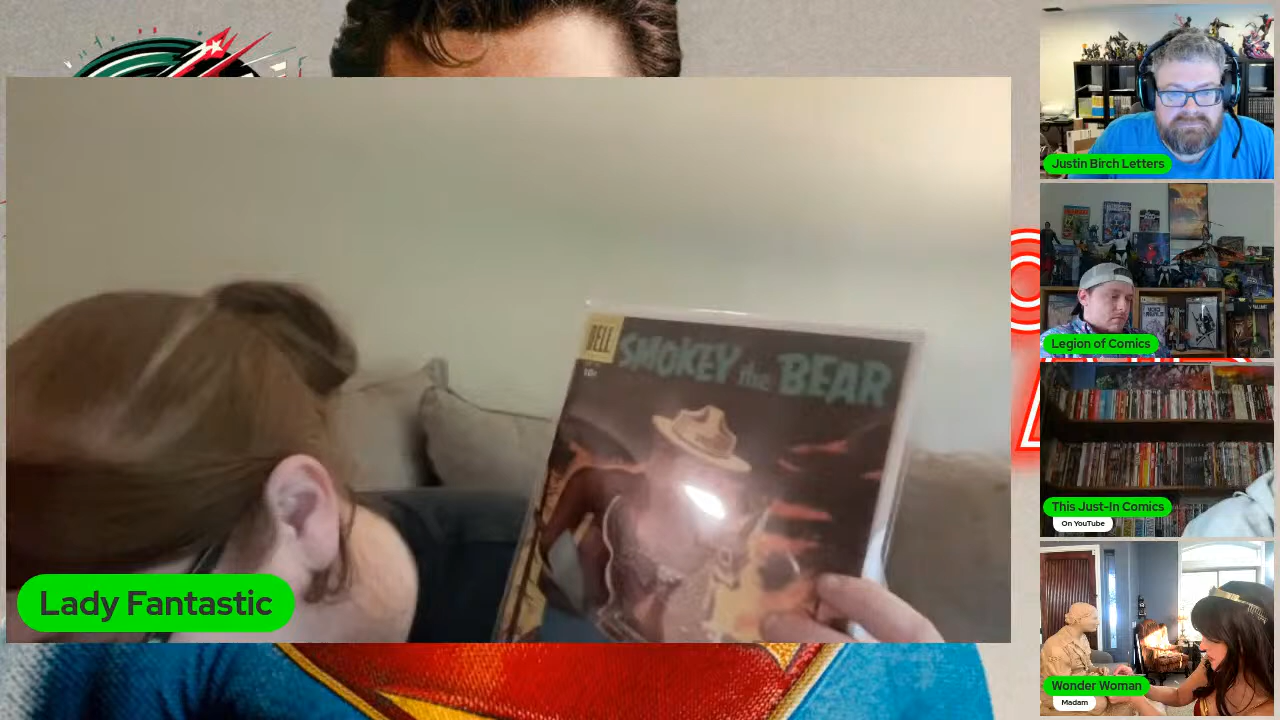 DELL
SMOKEY the BEAR
10¢
Lady Fantastic
Justin Birch Letters
Legion of Comics
This Just-In Comics
On YouTube
Wonder Woman
Madam